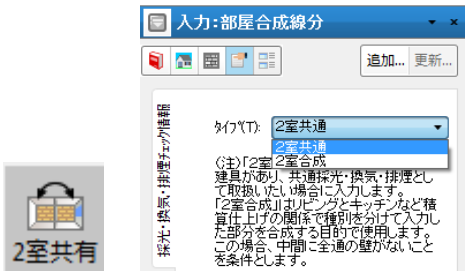 入力:部屋合成線分
追加...
更新...
採光・換気・排煙チェック情報
タイプ(T):
2室共通
2室共通
2室合成
(注)「2室
建具があり、共通採光・換気・排煙とし
て取扱いたい場合に入力します。
「2室合成」はリビングとキッチンなど積
算仕上げの関係で種別を分けて入力し
た部分を合成する目的で使用します。
この場合、中間に全通の壁がないこと
を条件とします。
2室共有